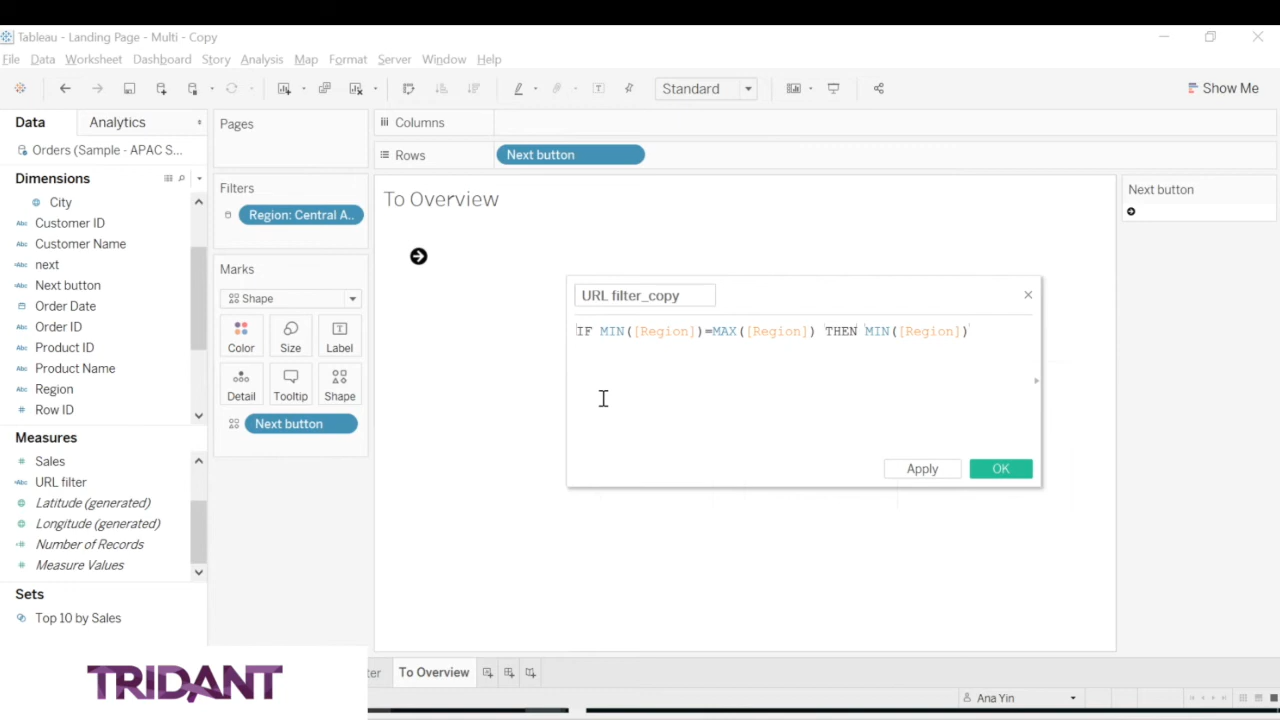 Tableau - Landing Page - Multi - Copy
File Data Worksheet Dashboard Story Analysis Map Format Server Window Help
Standard
Show Me
Data Analytics
Orders (Sample - APAC S...
Dimensions
City
Customer ID
Customer Name
next
Next button
Order Date
Order ID
Product ID
Product Name
Region
Row ID
Measures
Sales
URL filter
Latitude (generated)
Longitude (generated)
Number of Records
Measure Values
Sets
Top 10 by Sales
TRIDANT
Pages
Filters
Region: Central A..
Marks
Shape
Color Size Label
Detail Tooltip Shape
Next button
Columns
Rows Next button
To Overview
URL filter_copy
IF MIN([Region])=MAX([Region]) THEN MIN([Region])
Apply OK
Next button
ter To Overview
Ana Yin